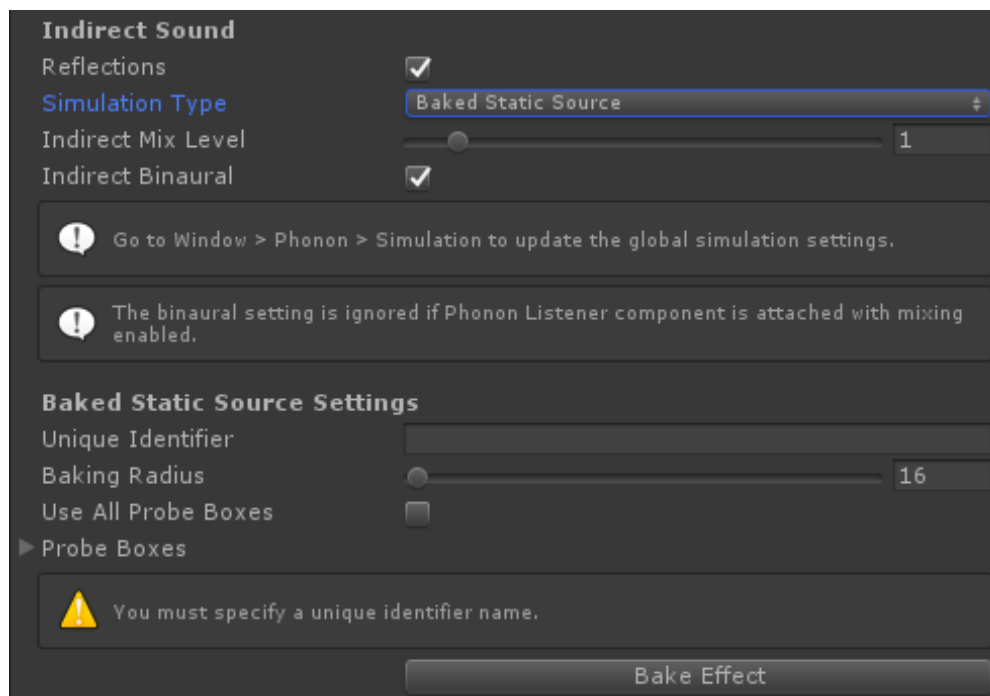 Indirect Sound
Reflections
Simulation Type Baked Static Source
Indirect Mix Level 1
Indirect Binaural
Go to Window > Phonon > Simulation to update the global simulation settings.
The binaural setting is ignored if Phonon Listener component is attached with mixing
enabled.
Baked Static Source Settings
Unique Identifier
Baking Radius 16
Use All Probe Boxes
Probe Boxes
You must specify a unique identifier name.
Bake Effect